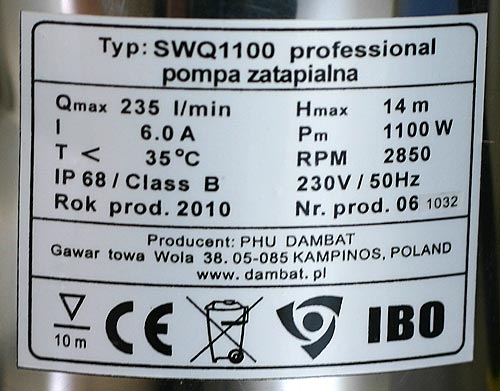 Typ: SWQ1100 professional
pompa zatapialna
Qmax 235 l/min Hmax 14 m
I 6.0 A Pm 1100 W
T < 35°C RPM 2850
IP 68 / Class B 230V / 50Hz
Rok prod. 2010 Nr. prod. 06 1032
Producent: PHU DAMBAT
Gawar towa Wola 38. 05-085 KAMPINOS, POLAND
www. dambat. pl
10 m CE IBO